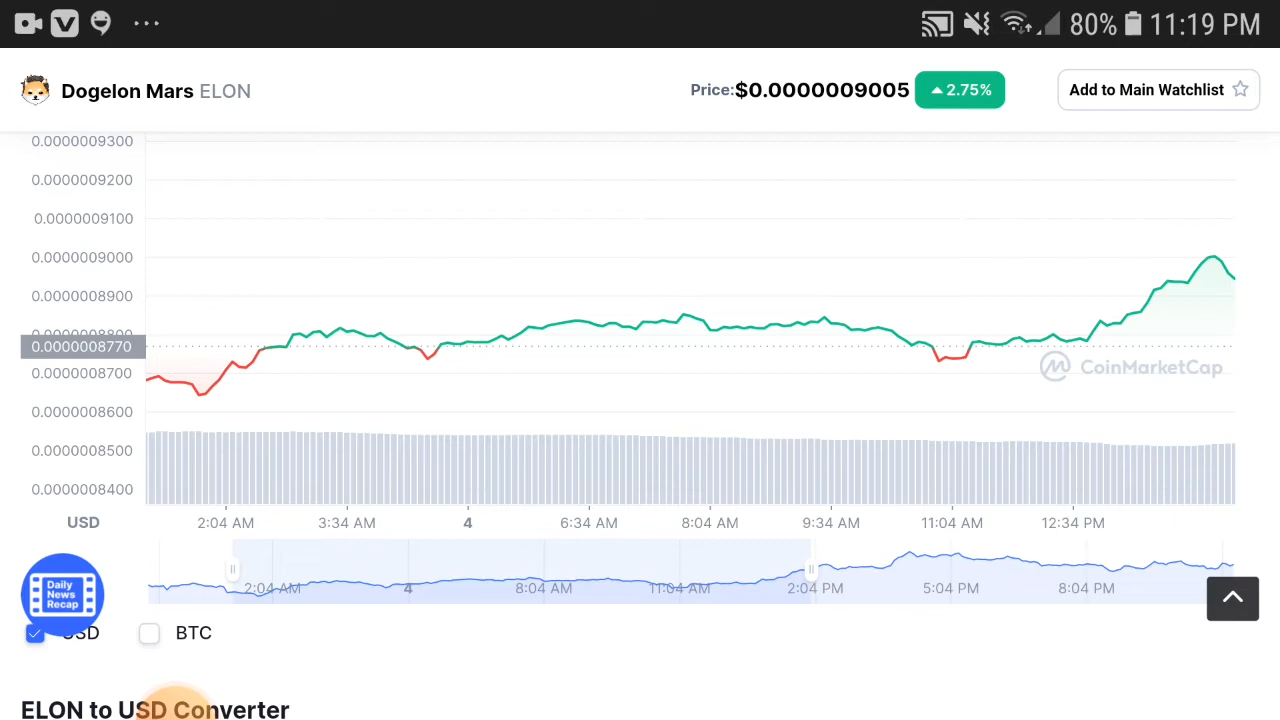 80% 11:19 PM
Dogelon Mars ELON
Price: $0.0000009005 2.75%
Add to Main Watchlist
0.0000009300
0.0000009200
0.0000009100
0.0000009000
0.0000008900
0.0000008800
0.0000008770
0.0000008700
0.0000008600
0.0000008500
0.0000008400
CoinMarketCap
USD 2:04 AM 3:34 AM 4 6:34 AM 8:04 AM 9:34 AM 11:04 AM 12:34 PM
2:04 AM 4 8:04 AM 11:04 AM 2:04 PM 5:04 PM 8:04 PM
Daily
News
Recap
USD BTC
ELON to USD Converter